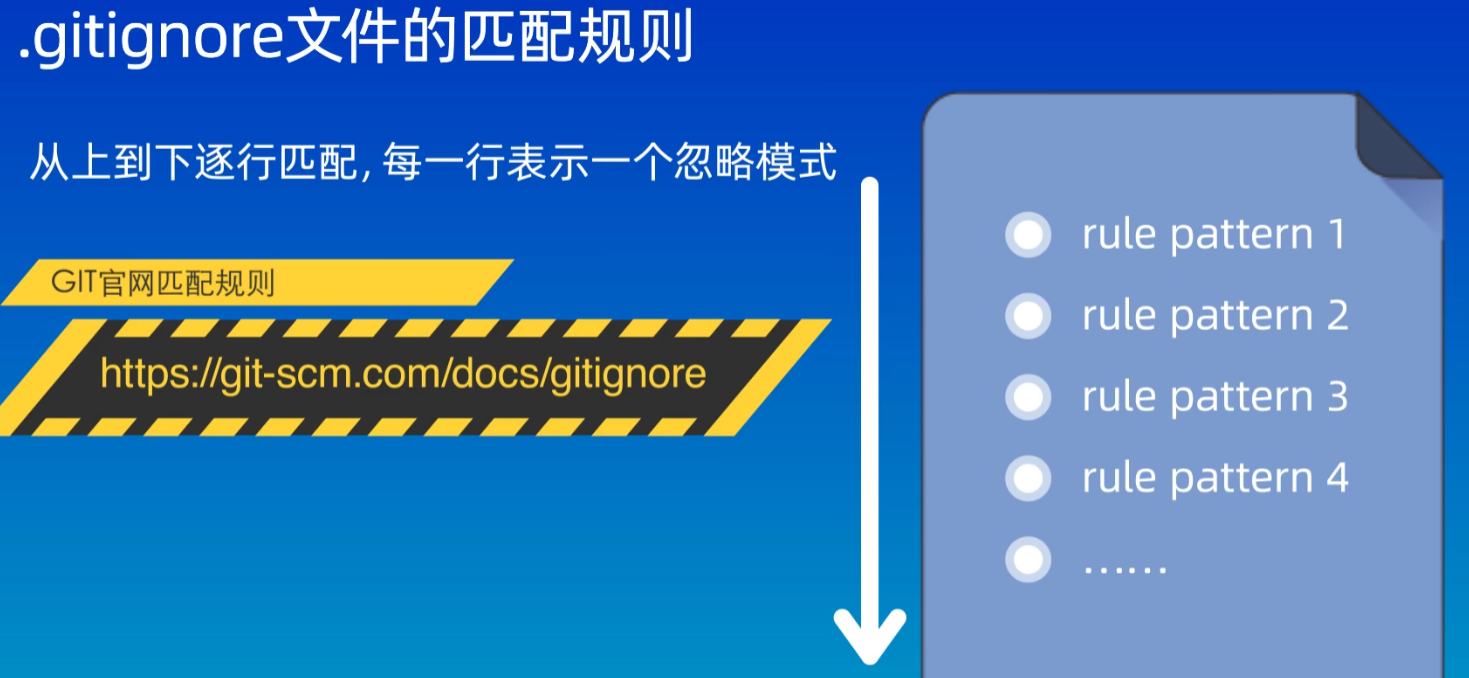 .gitignore文件的匹配规则
从上到下逐行匹配, 每一行表示一个忽略模式
GIT官网匹配规则
https://git-scm.com/docs/gitignore
rule pattern 1
rule pattern 2
rule pattern 3
rule pattern 4
……